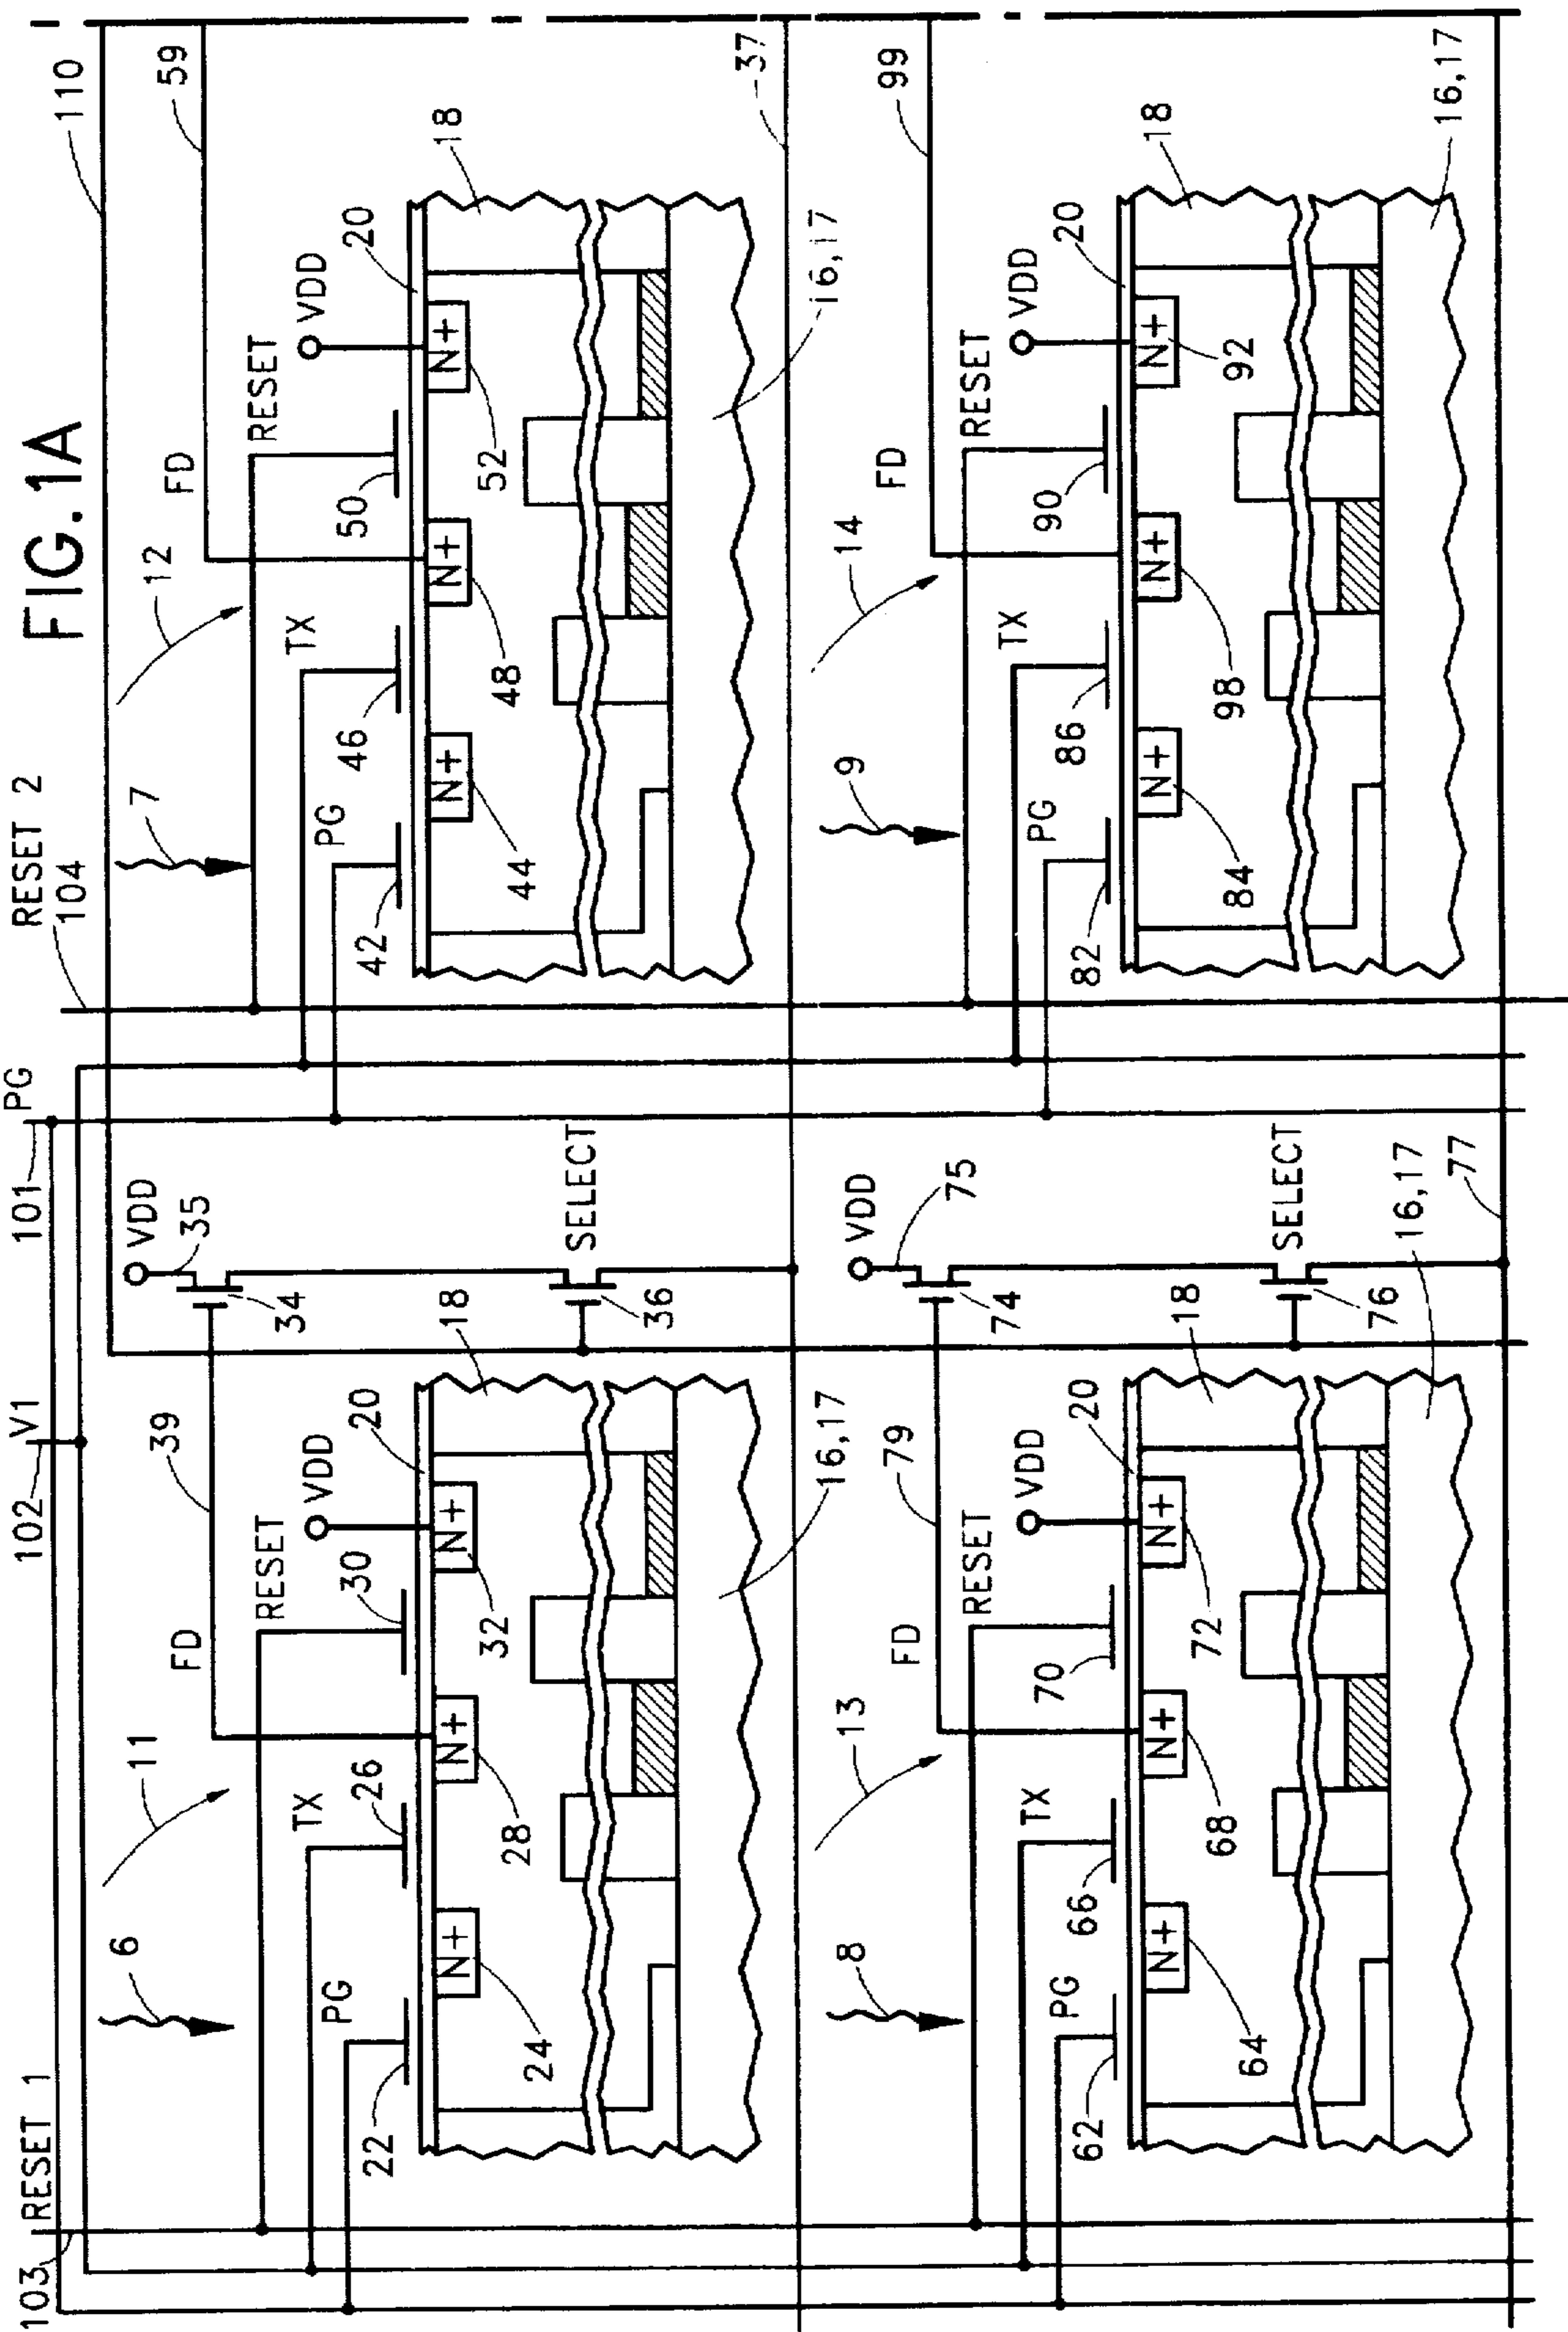 FIG. 1A
103
RESET 1
102
V1
101
PG
RESET 2
104
110
6
11
39
VDD
35
34
7
12
59
FD
RESET
VDD
20
18
PG
TX
22
26
30
24
N+
28
N+
32
N+
16,17
SELECT
36
FD
RESET
VDD
20
18
PG
TX
42
46
50
44
N+
48
N+
52
N+
16,17
37
8
13
79
VDD
75
74
9
14
99
FD
RESET
VDD
20
18
PG
TX
62
66
70
64
N+
68
N+
72
N+
16,17
SELECT
76
77
FD
RESET
VDD
20
18
PG
TX
82
86
90
84
N+
98
N+
92
N+
16,17